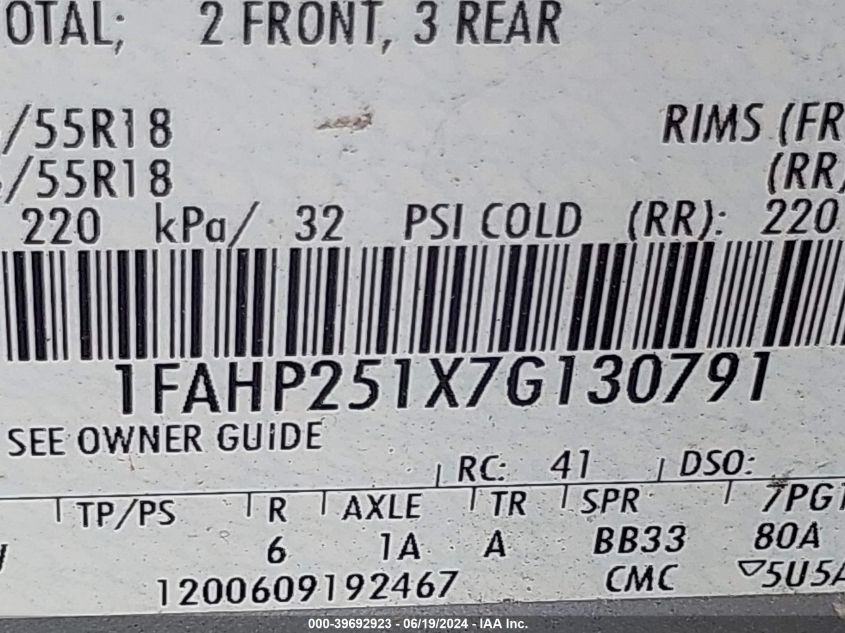 OTAL; 2 FRONT, 3 REAR
/55R18 RIMS (FR
/55R18 (RR)
220 kPa/ 32 PSI COLD (RR): 220
1FAHP251X7G130791
SEE OWNER GUIDE
RC: 41 DSO:
TP/PS R AXLE TR SPR 7PG1
6 1A A BB33 80A
1200609192467 CMC ▽5U5A
000-39692923 - 06/19/2024 - IAA Inc.